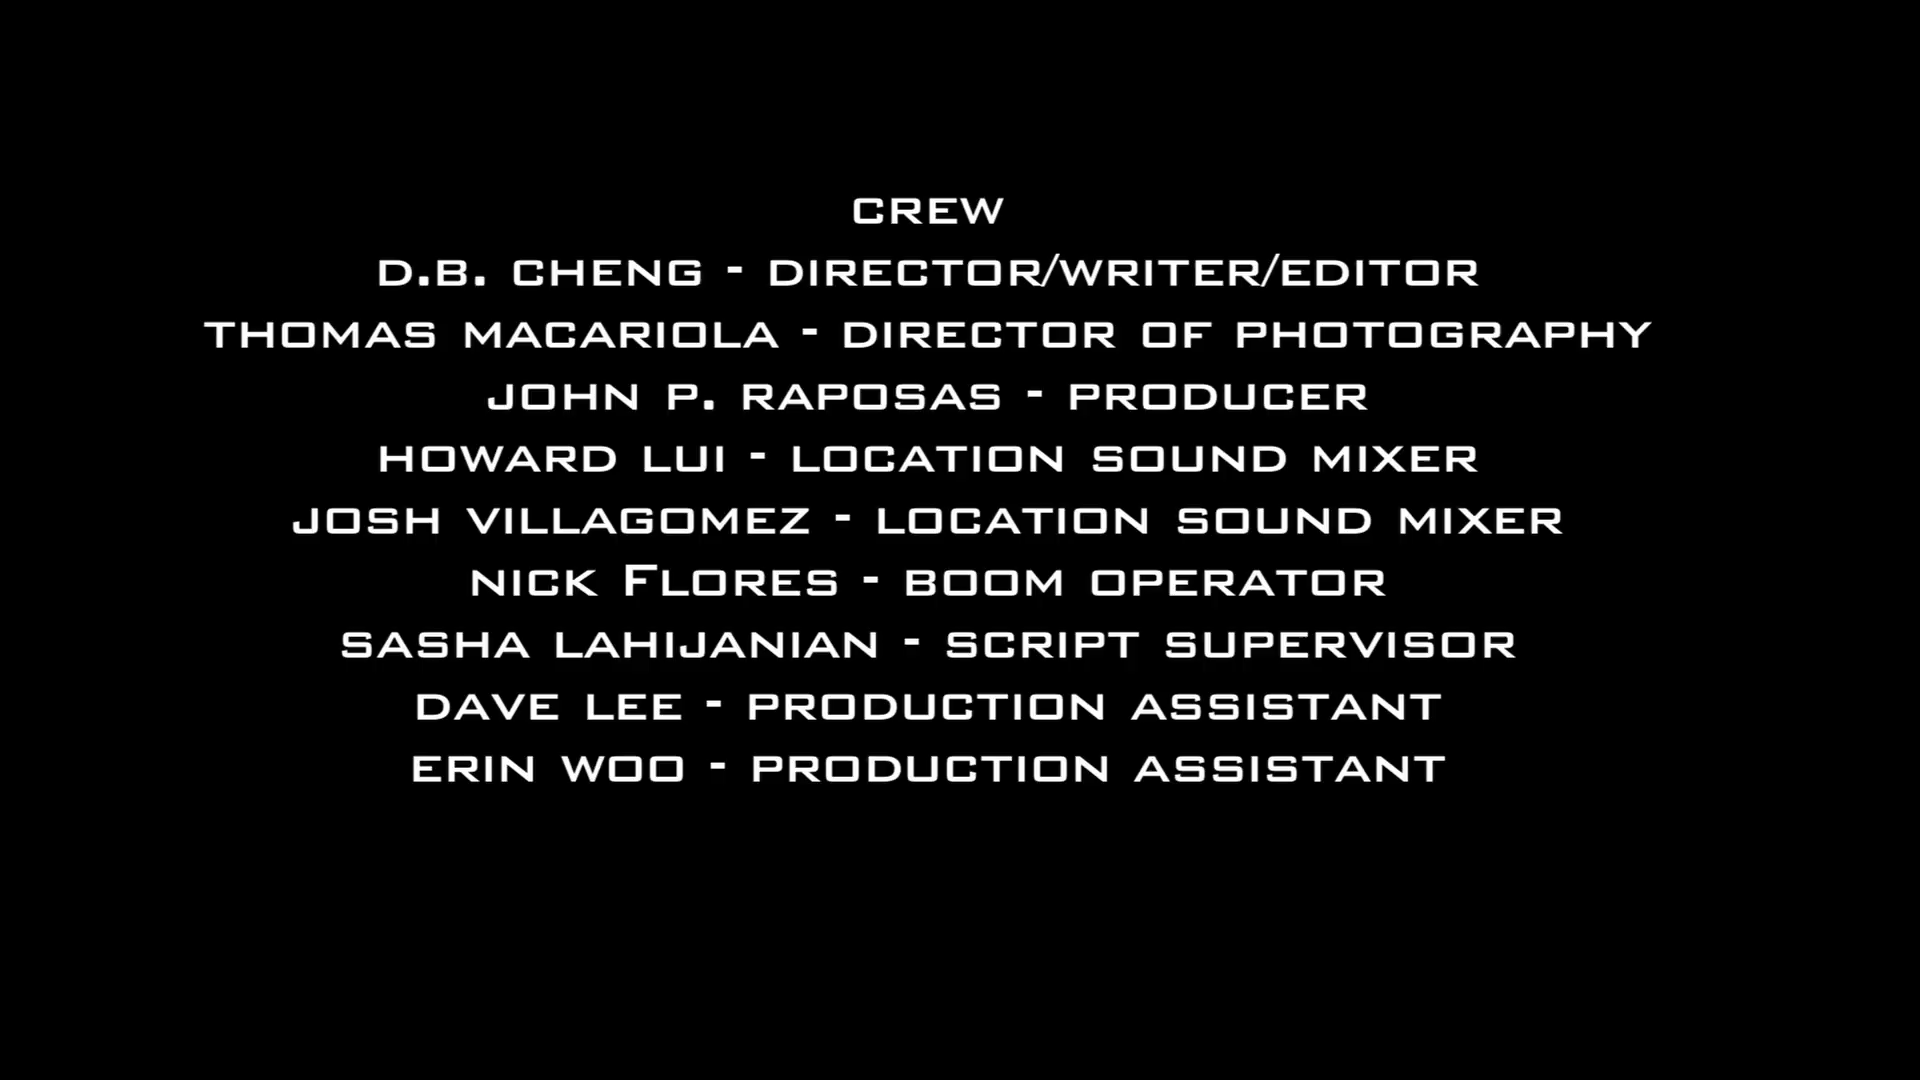 CREW
D.B. CHENG - DIRECTOR/WRITER/EDITOR
THOMAS MACARIOLA - DIRECTOR OF PHOTOGRAPHY
JOHN P. RAPOSAS - PRODUCER
HOWARD LUI - LOCATION SOUND MIXER
JOSH VILLAGOMEZ - LOCATION SOUND MIXER
NICK FLORES - BOOM OPERATOR
SASHA LAHIJANIAN - SCRIPT SUPERVISOR
DAVE LEE - PRODUCTION ASSISTANT
ERIN WOO - PRODUCTION ASSISTANT